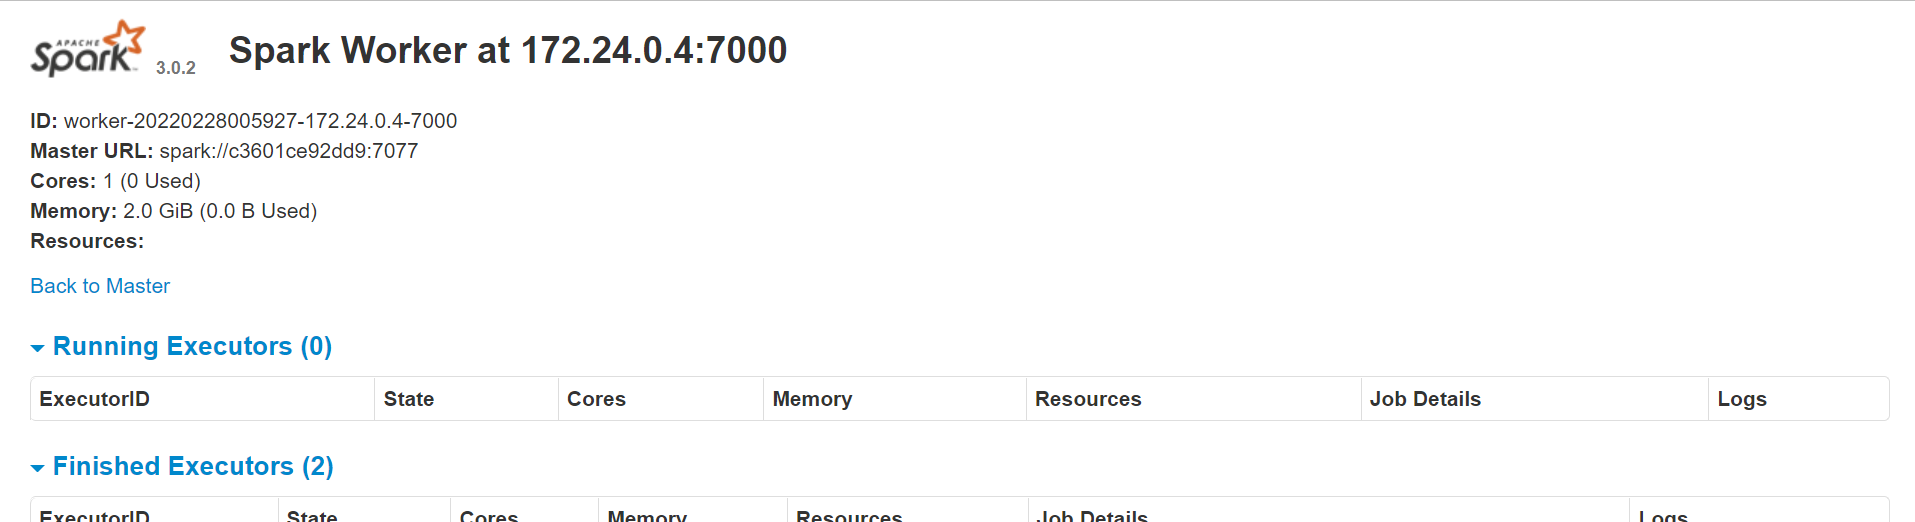 APACHE
Spark 3.0.2 Spark Worker at 172.24.0.4:7000
ID: worker-20220228005927-172.24.0.4-7000
Master URL: spark://c3601ce92dd9:7077
Cores: 1 (0 Used)
Memory: 2.0 GiB (0.0 B Used)
Resources:
Back to Master
Running Executors (0)
ExecutorID State Cores Memory Resources Job Details Logs
Finished Executors (2)
ExecutorID State Cores Memory Resources Job Details Logs